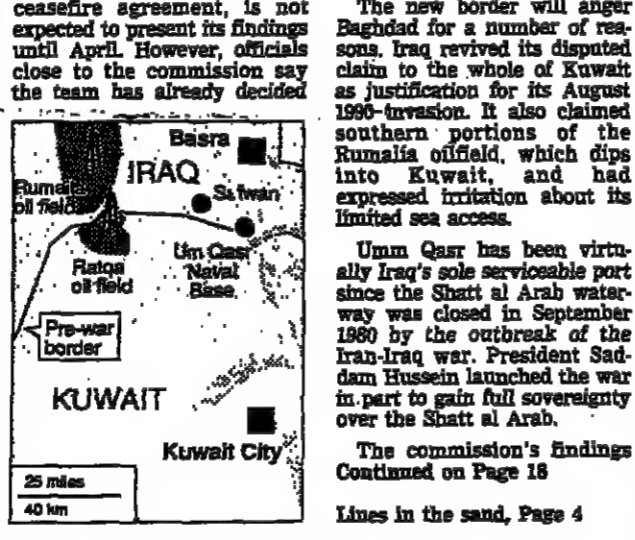 ceasefire agreement, is not
expected to present its findings
until April. However, officials
close to the commission say
the team has already decided
Basra
IRAQ
Rumaila
oil field
Safwan
Um Qasr
Naval
Base
Ratqa
oil field
Pre-war
border
KUWAIT
Kuwait City
25 miles
40 km
The new border will anger
Baghdad for a number of rea-
sons. Iraq revived its disputed
claim to the whole of Kuwait
as justification for its August
1990 invasion. It also claimed
southern portions of the
Rumalia oilfield, which dips
into Kuwait, and had
expressed irritation about its
limited sea access.
Umm Qasr has been virtu-
ally Iraq's sole serviceable port
since the Shatt al Arab water-
way was closed in September
1980 by the outbreak of the
Iran-Iraq war. President Sad-
dam Hussein launched the war
in part to gain full sovereignty
over the Shatt al Arab.
The commission's findings
Continued on Page 18
Lines in the sand, Page 4